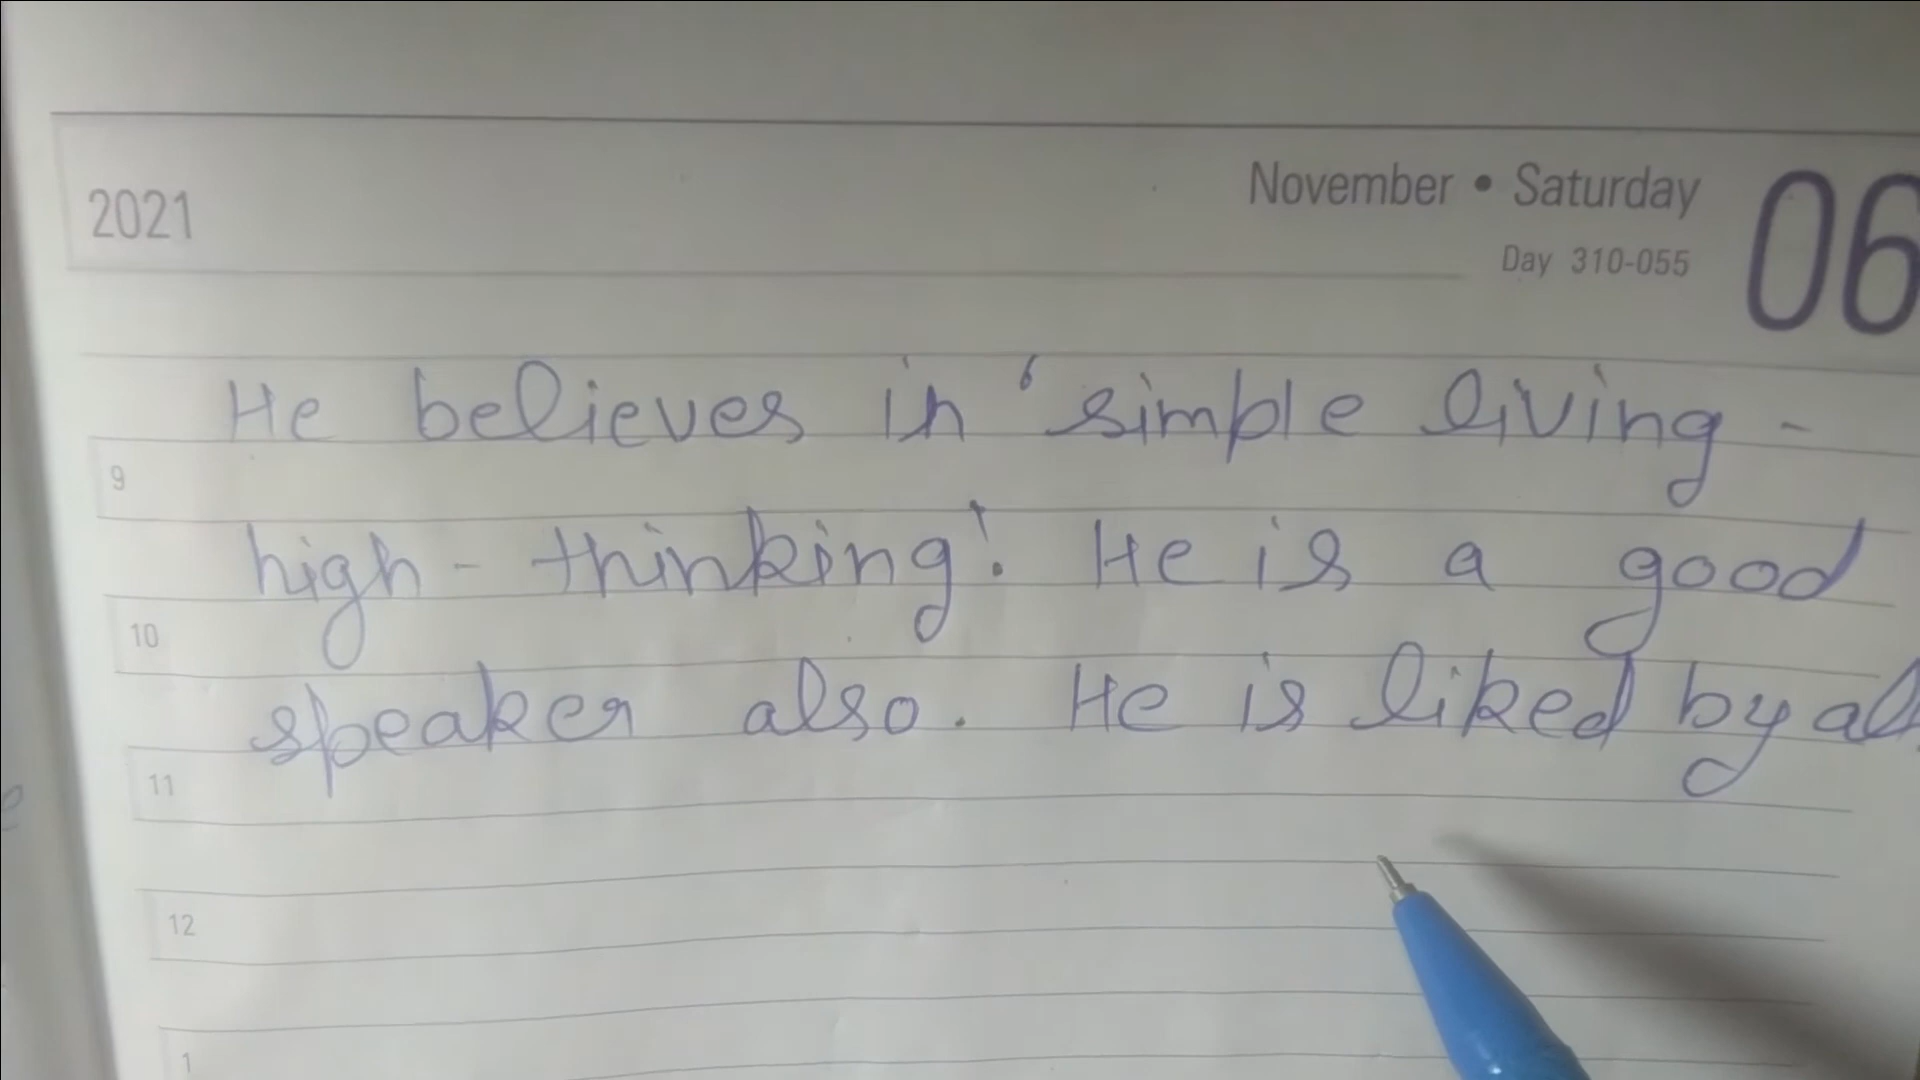 2021
November • Saturday
06
Day 310-055
He believes in 'simple living -
high - thinking'. He is a good
9
speaker also. He is liked by al
10
11
12
1